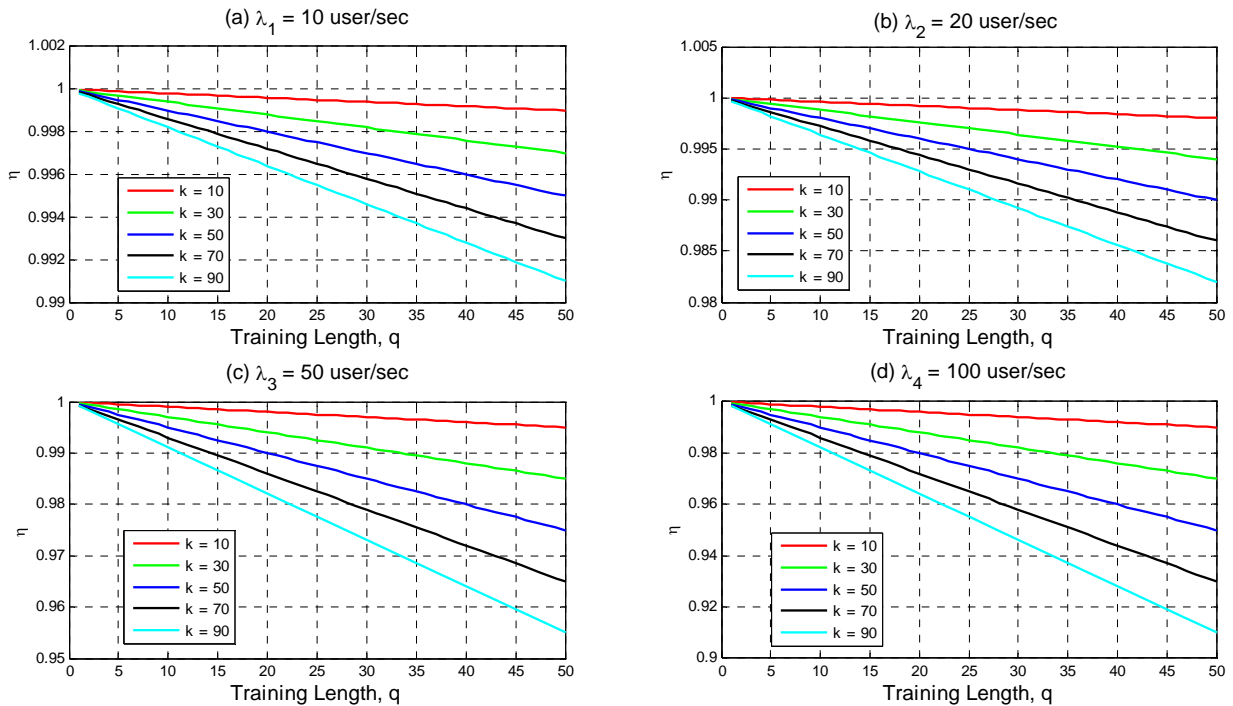 (a) λ1 = 10 user/sec
1.002
1
0.998
0.996
0.994
0.992
0.99
η
k = 10
k = 30
k = 50
k = 70
k = 90
0 5 10 15 20 25 30 35 40 45 50
Training Length, q
(b) λ2 = 20 user/sec
1.005
1
0.995
0.99
0.985
0.98
η
k = 10
k = 30
k = 50
k = 70
k = 90
0 5 10 15 20 25 30 35 40 45 50
Training Length, q
(c) λ3 = 50 user/sec
1
0.99
0.98
0.97
0.96
0.95
η
k = 10
k = 30
k = 50
k = 70
k = 90
0 5 10 15 20 25 30 35 40 45 50
Training Length, q
(d) λ4 = 100 user/sec
1
0.98
0.96
0.94
0.92
0.9
η
k = 10
k = 30
k = 50
k = 70
k = 90
0 5 10 15 20 25 30 35 40 45 50
Training Length, q